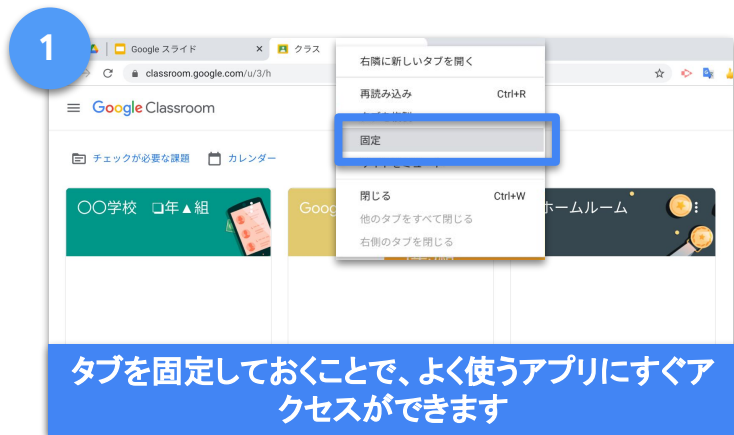 1
Google スライド × クラス
classroom.google.com/u/3/h
Google Classroom
チェックが必要な課題 カレンダー
右隣に新しいタブを開く
再読み込み Ctrl+R
固定
閉じる Ctrl+W
他のタブをすべて閉じる
右側のタブを閉じる
〇〇学校 □年▲組
Goog
ホームルーム
タブを固定しておくことで、よく使うアプリにすぐア
クセスができます